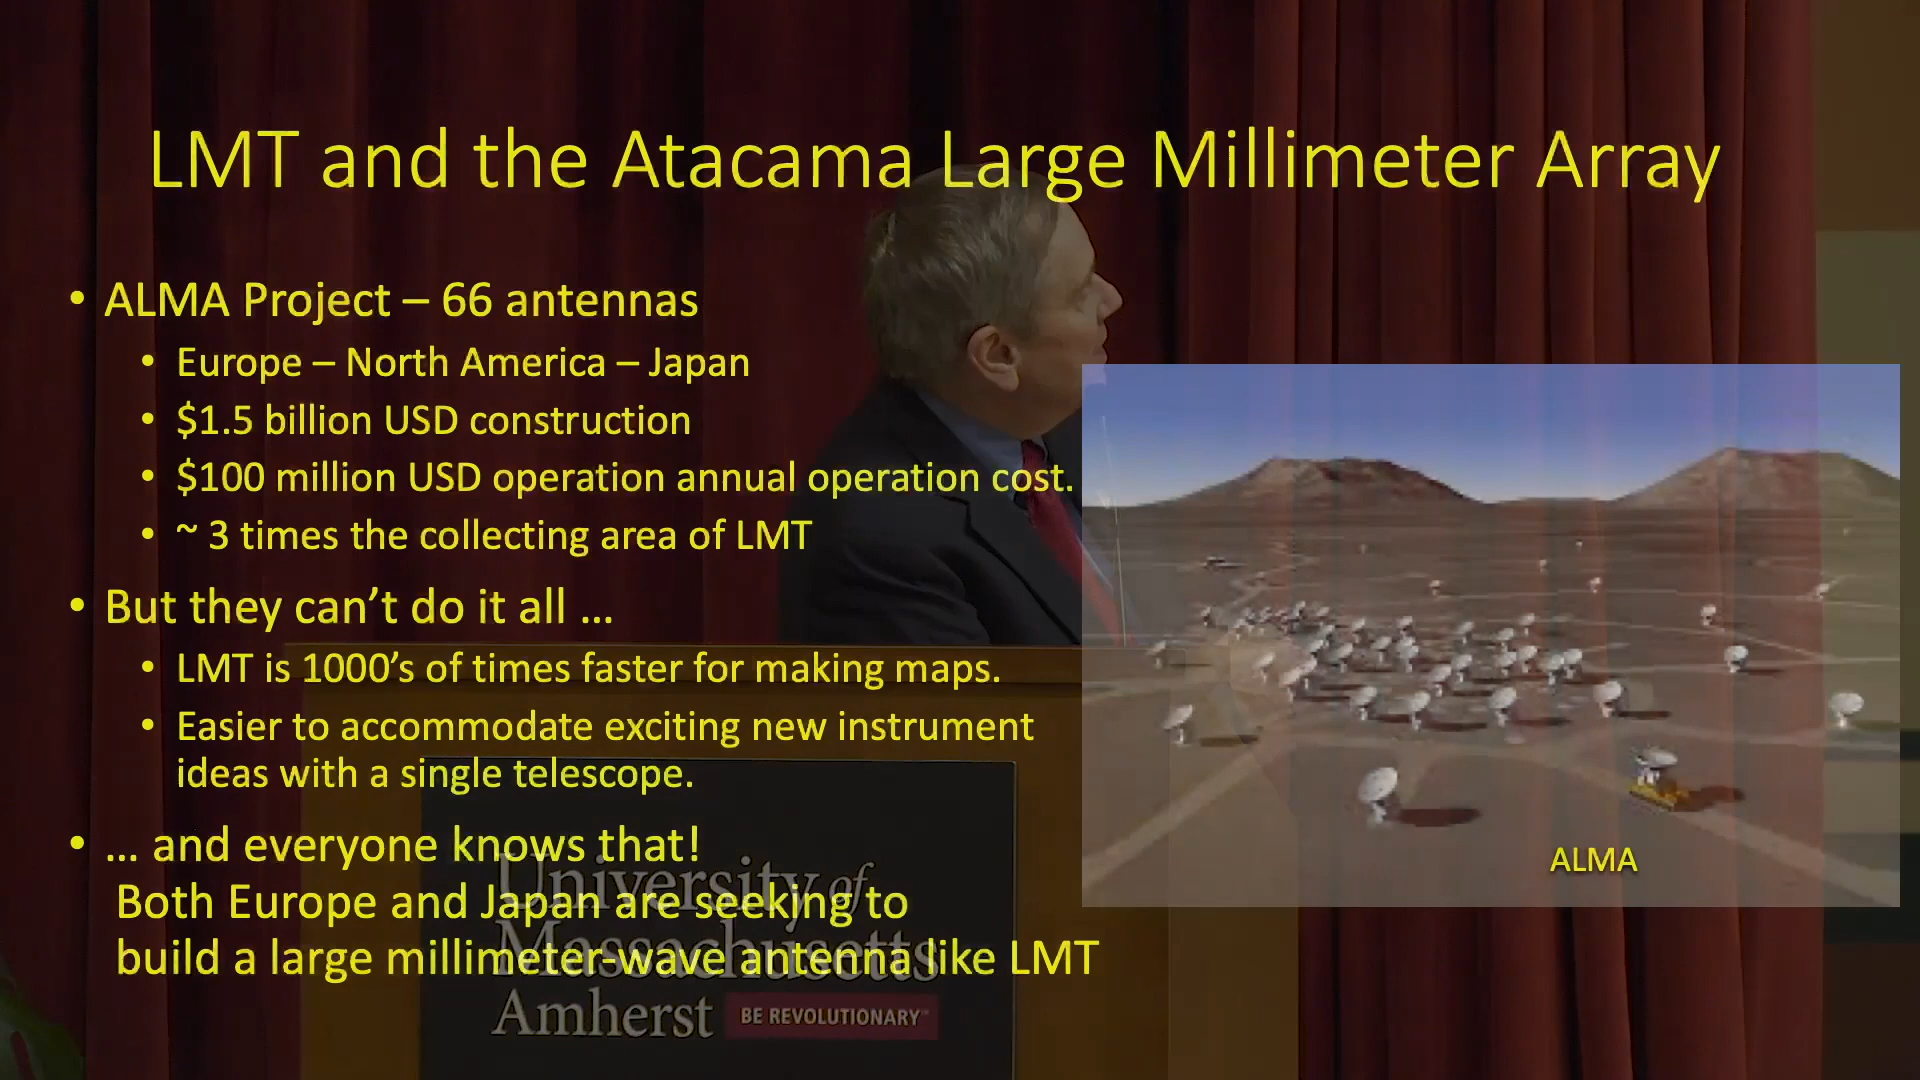 LMT and the Atacama Large Millimeter Array
• ALMA Project – 66 antennas
• Europe – North America – Japan
• $1.5 billion USD construction
• $100 million USD operation annual operation cost.
• ~ 3 times the collecting area of LMT
• But they can’t do it all ...
• LMT is 1000’s of times faster for making maps.
• Easier to accommodate exciting new instrument
ideas with a single telescope.
• ... and everyone knows that!
Both Europe and Japan are seeking to
build a large millimeter-wave antenna like LMT
ALMA
University of
Massachusetts
Amherst BE REVOLUTIONARY™